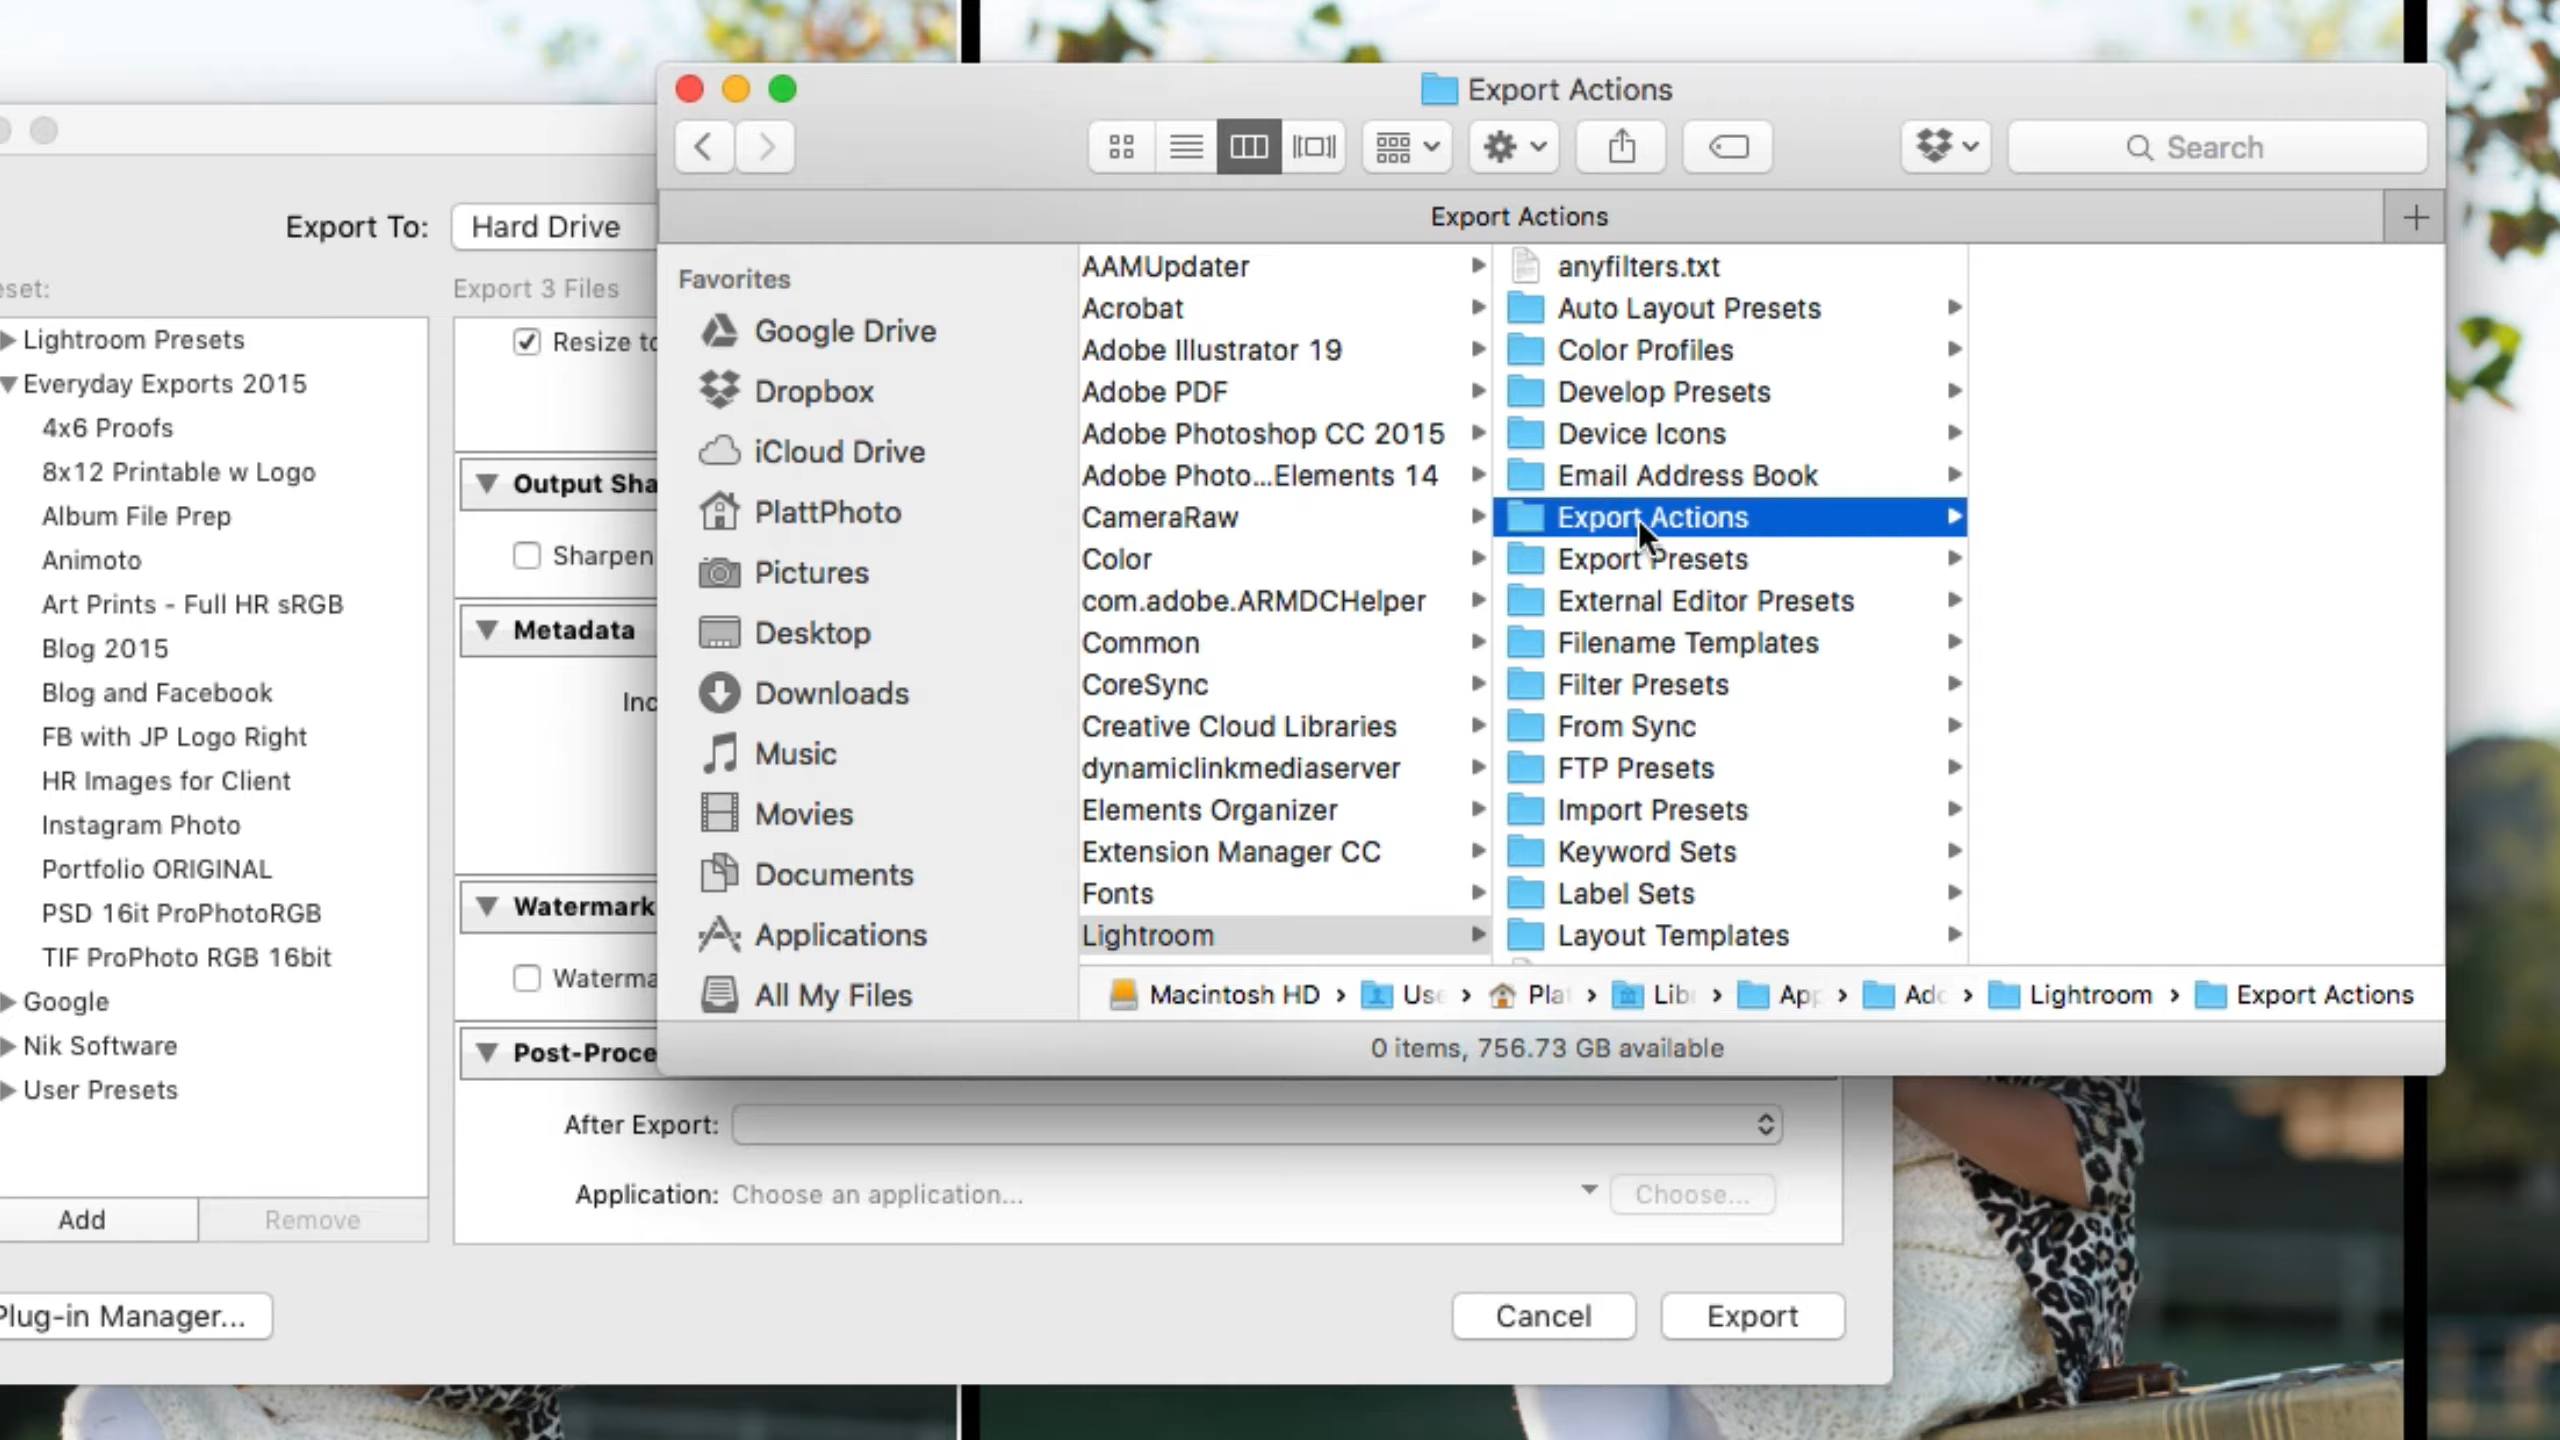 Export Actions
Search
Export Actions
Export To:
Hard Drive
eset:
Export 3 Files
Lightroom Presets
Everyday Exports 2015
4x6 Proofs
8x12 Printable w Logo
Album File Prep
Animoto
Art Prints - Full HR sRGB
Blog 2015
Blog and Facebook
FB with JP Logo Right
HR Images for Client
Instagram Photo
Portfolio ORIGINAL
PSD 16it ProPhotoRGB
TIF ProPhoto RGB 16bit
Google
Nik Software
User Presets
Add
Remove
Plug-in Manager...
Resize to
Output Sha
Sharpen
Metadata
Inc
Watermark
Waterma
Post-Proce
After Export:
Application:
Choose an application...
Choose...
Cancel
Export
Favorites
Google Drive
Dropbox
iCloud Drive
PlattPhoto
Pictures
Desktop
Downloads
Music
Movies
Documents
Applications
All My Files
AAMUpdater
Acrobat
Adobe Illustrator 19
Adobe PDF
Adobe Photoshop CC 2015
Adobe Photo...Elements 14
CameraRaw
Color
com.adobe.ARMDCHelper
Common
CoreSync
Creative Cloud Libraries
dynamiclinkmediaserver
Elements Organizer
Extension Manager CC
Fonts
Lightroom
anyfilters.txt
Auto Layout Presets
Color Profiles
Develop Presets
Device Icons
Email Address Book
Export Actions
Export Presets
External Editor Presets
Filename Templates
Filter Presets
From Sync
FTP Presets
Import Presets
Keyword Sets
Label Sets
Layout Templates
Macintosh HD › Use › Pla › Lib › App › Ado › Lightroom › Export Actions
0 items, 756.73 GB available